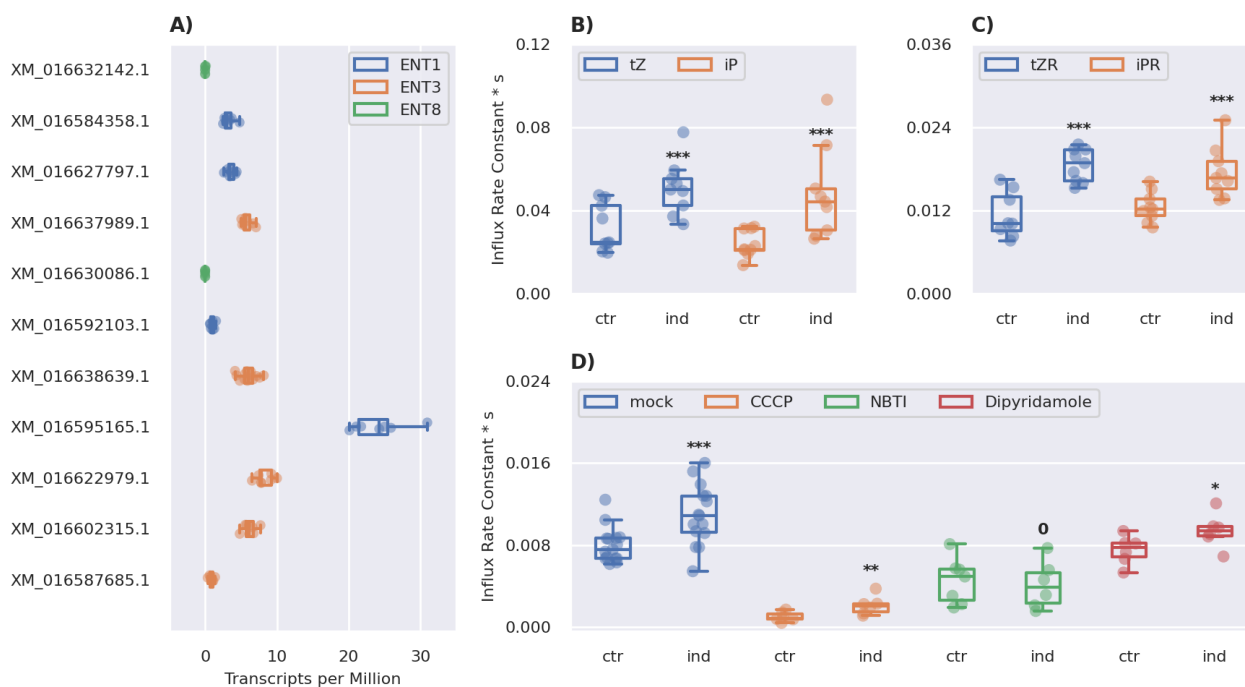 A)
XM_016632142.1
XM_016584358.1
XM_016627797.1
XM_016637989.1
XM_016630086.1
XM_016592103.1
XM_016638639.1
XM_016595165.1
XM_016622979.1
XM_016602315.1
XM_016587685.1
ENT1
ENT3
ENT8
0 10 20 30
Transcripts per Million
B)
Influx Rate Constant * s
0.12
0.08
0.04
0.00
tZ iP
*** ***
ctr ind ctr ind
C)
0.036
0.024
0.012
0.000
tZR iPR
*** ***
ctr ind ctr ind
D)
Influx Rate Constant * s
0.024
0.016
0.008
0.000
mock CCCP NBTI Dipyridamole
*** ** 0 *
ctr ind ctr ind ctr ind ctr ind